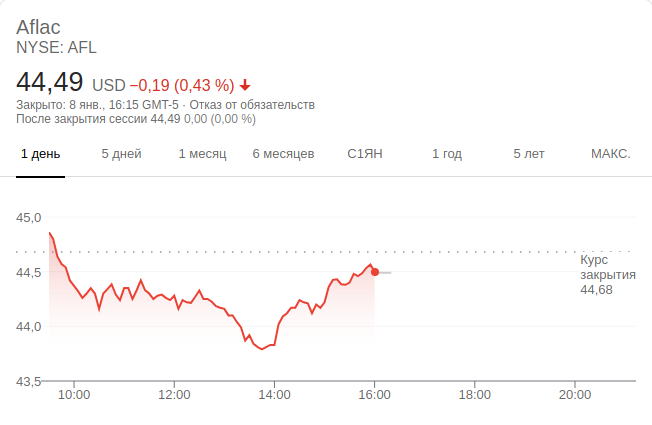 Aflac
NYSE: AFL
44,49 USD −0,19 (0,43 %)
Закрыто: 8 янв., 16:15 GMT-5 · Отказ от обязательств
После закрытия сессии 44,49 0,00 (0,00 %)
1 день 5 дней 1 месяц 6 месяцев С1ЯН 1 год 5 лет МАКС.
45,0
Курс
закрытия
44,5
44,68
44,0
43,5
10:00 12:00 14:00 16:00 18:00 20:00